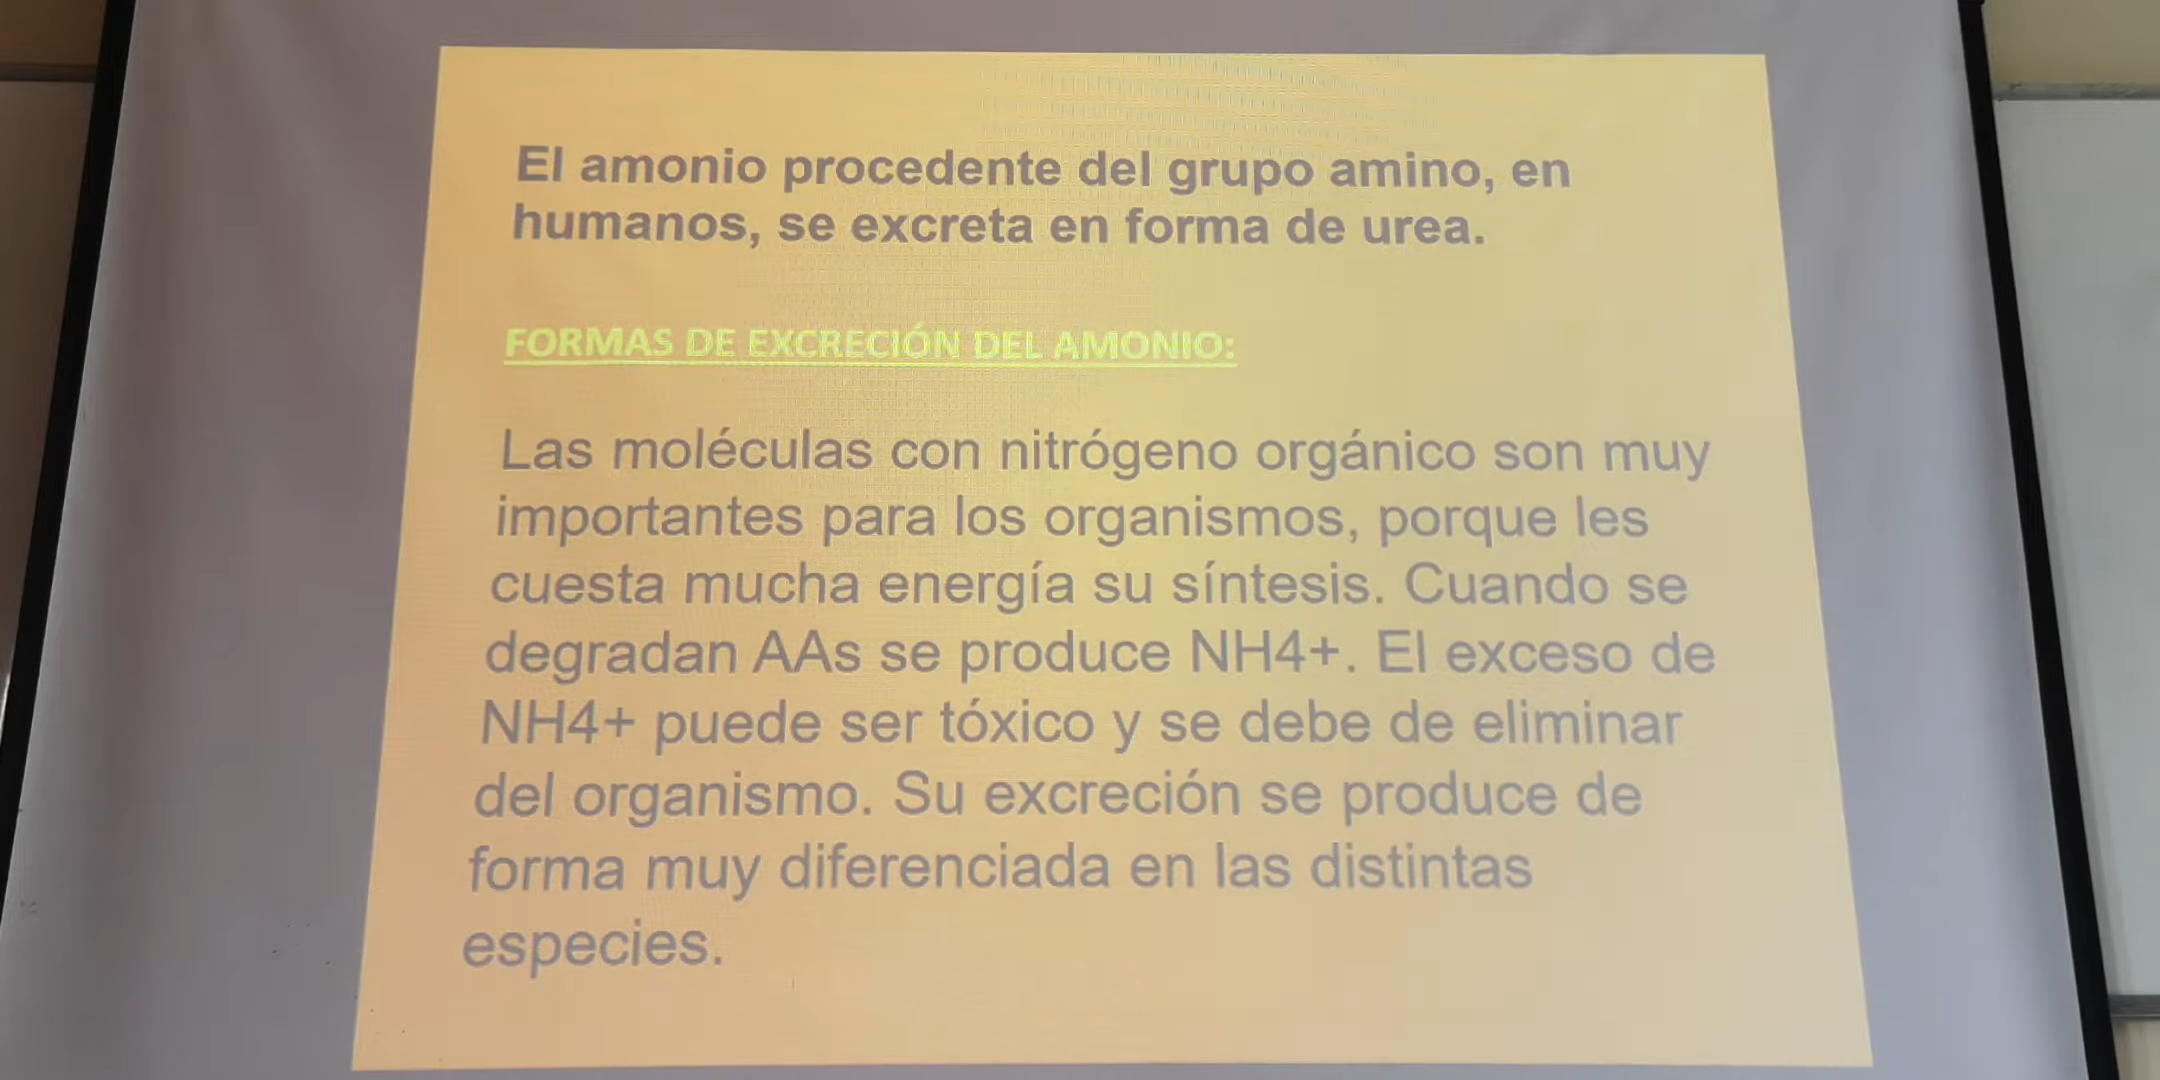 El amonio procedente del grupo amino, en
humanos, se excreta en forma de urea.
FORMAS DE EXCRECIÓN DEL AMONIO:
Las moléculas con nitrógeno orgánico son muy
importantes para los organismos, porque les
cuesta mucha energía su síntesis. Cuando se
degradan AAs se produce NH4+. El exceso de
NH4+ puede ser tóxico y se debe de eliminar
del organismo. Su excreción se produce de
forma muy diferenciada en las distintas
especies.